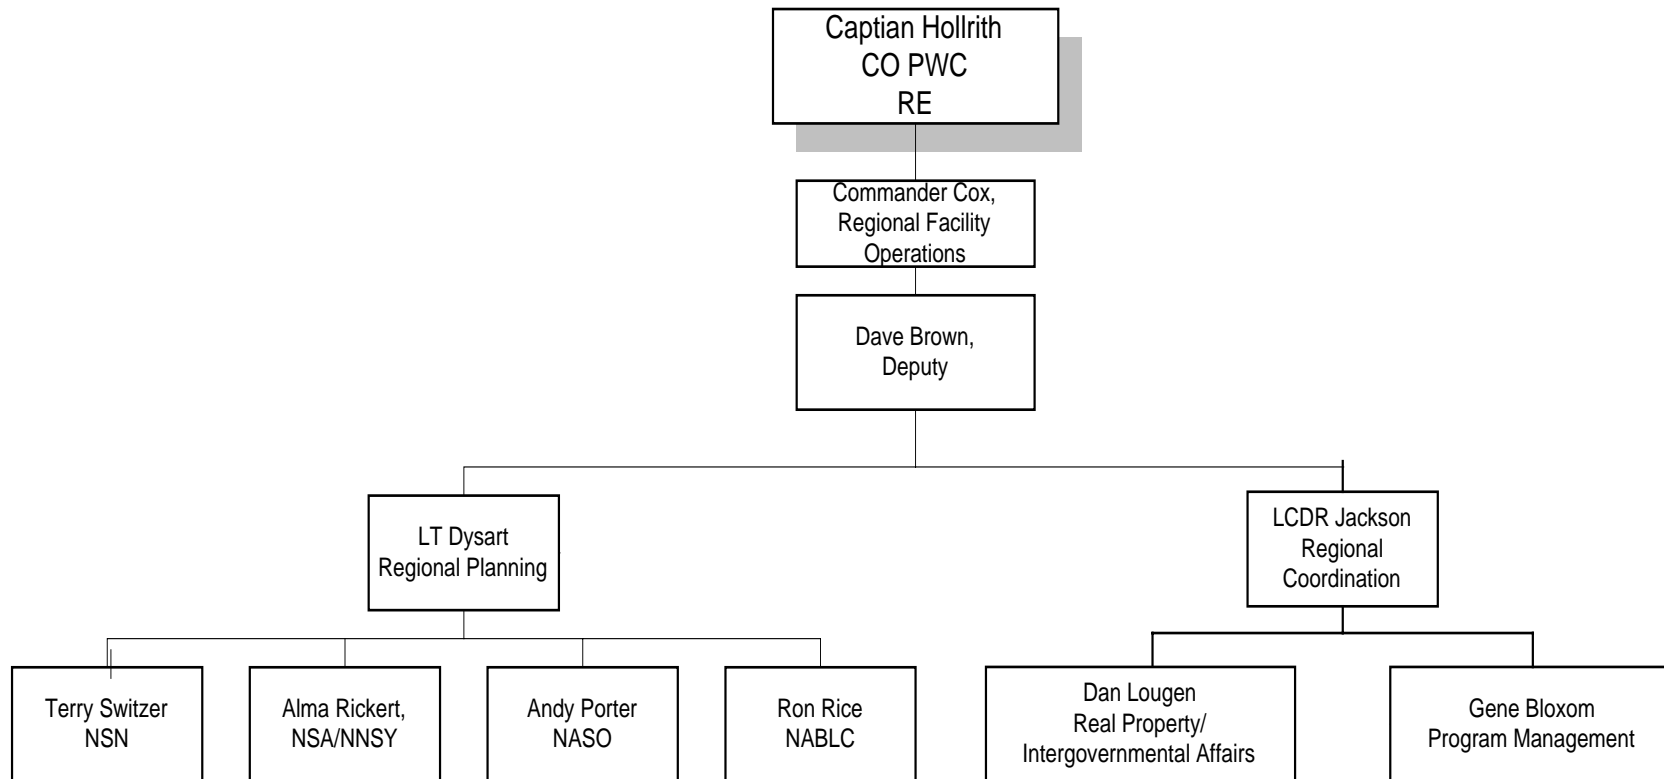 Captian Hollrith
CO PWC
RE
Commander Cox,
Regional Facility
Operations
Dave Brown,
Deputy
LT Dysart
Regional Planning
LCDR Jackson
Regional
Coordination
Terry Switzer
NSN
Alma Rickert,
NSA/NNSY
Andy Porter
NASO
Ron Rice
NABLC
Dan Lougen
Real Property/
Intergovernmental Affairs
Gene Bloxom
Program Management